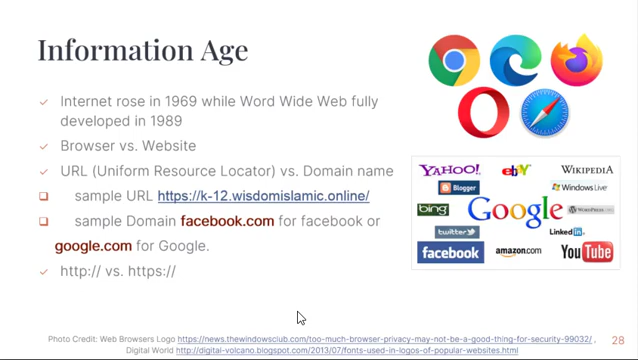 Information Age
Internet rose in 1969 while Word Wide Web fully
developed in 1989
Browser vs. Website
URL (Uniform Resource Locator) vs. Domain name
sample URL https://k-12.wisdomislamic.online/
sample Domain facebook.com for facebook or
google.com for Google.
http:// vs. https://
YAHOO! ebY WIKIPEDIA
Blogger Windows Live
bing Google WORDPRESS
twitter Linked in
facebook amazon.com YouTube
Photo Credit: Web Browsers Logo https://news.thewindowsclub.com/too-much-browser-privacy-may-not-be-a-good-thing-for-security-99032/ ,
Digital World http://digital-volcano.blogspot.com/2013/07/fonts-used-in-logos-of-popular-websites.html
28